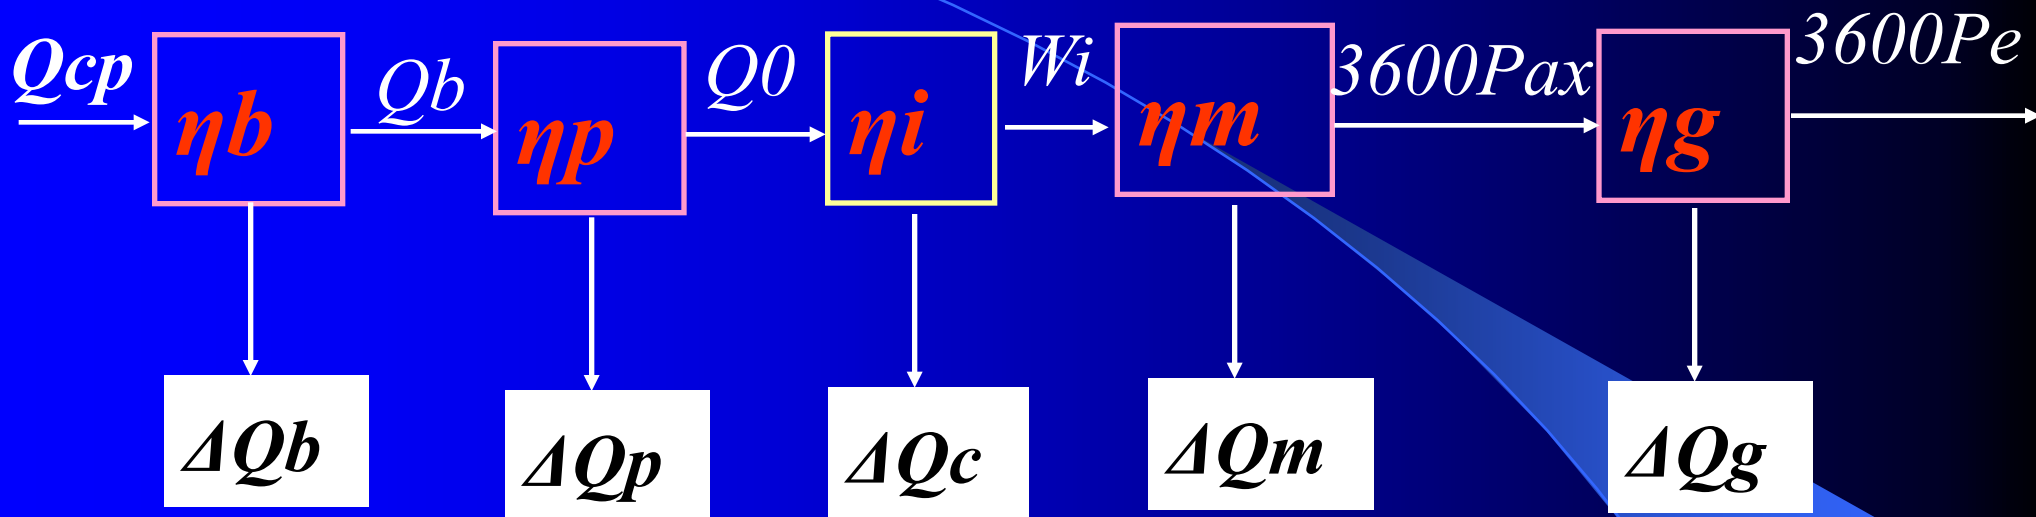 Qcp Qb Q0 Wi 3600Pax 3600Pe
ηb ηp ηi ηm ηg
ΔQb ΔQp ΔQc ΔQm ΔQg